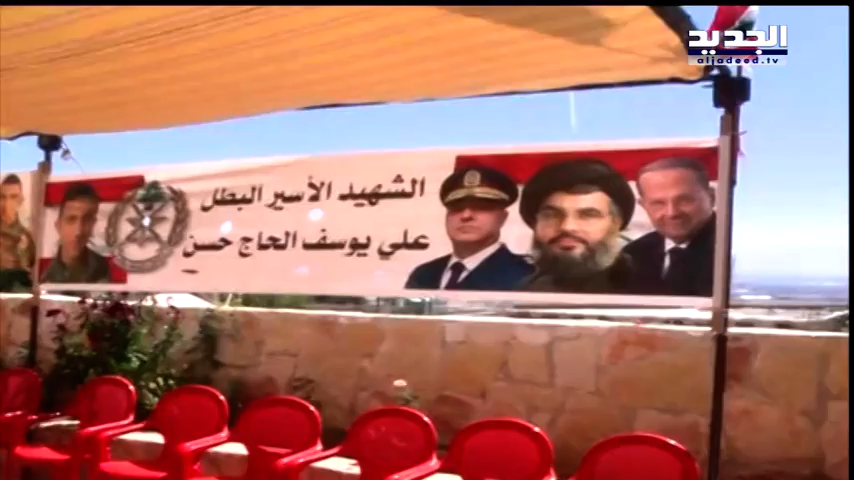 الجديد
aljadeed.tv
الشهيد الأسير البطل
علي يوسف الحاج حسن